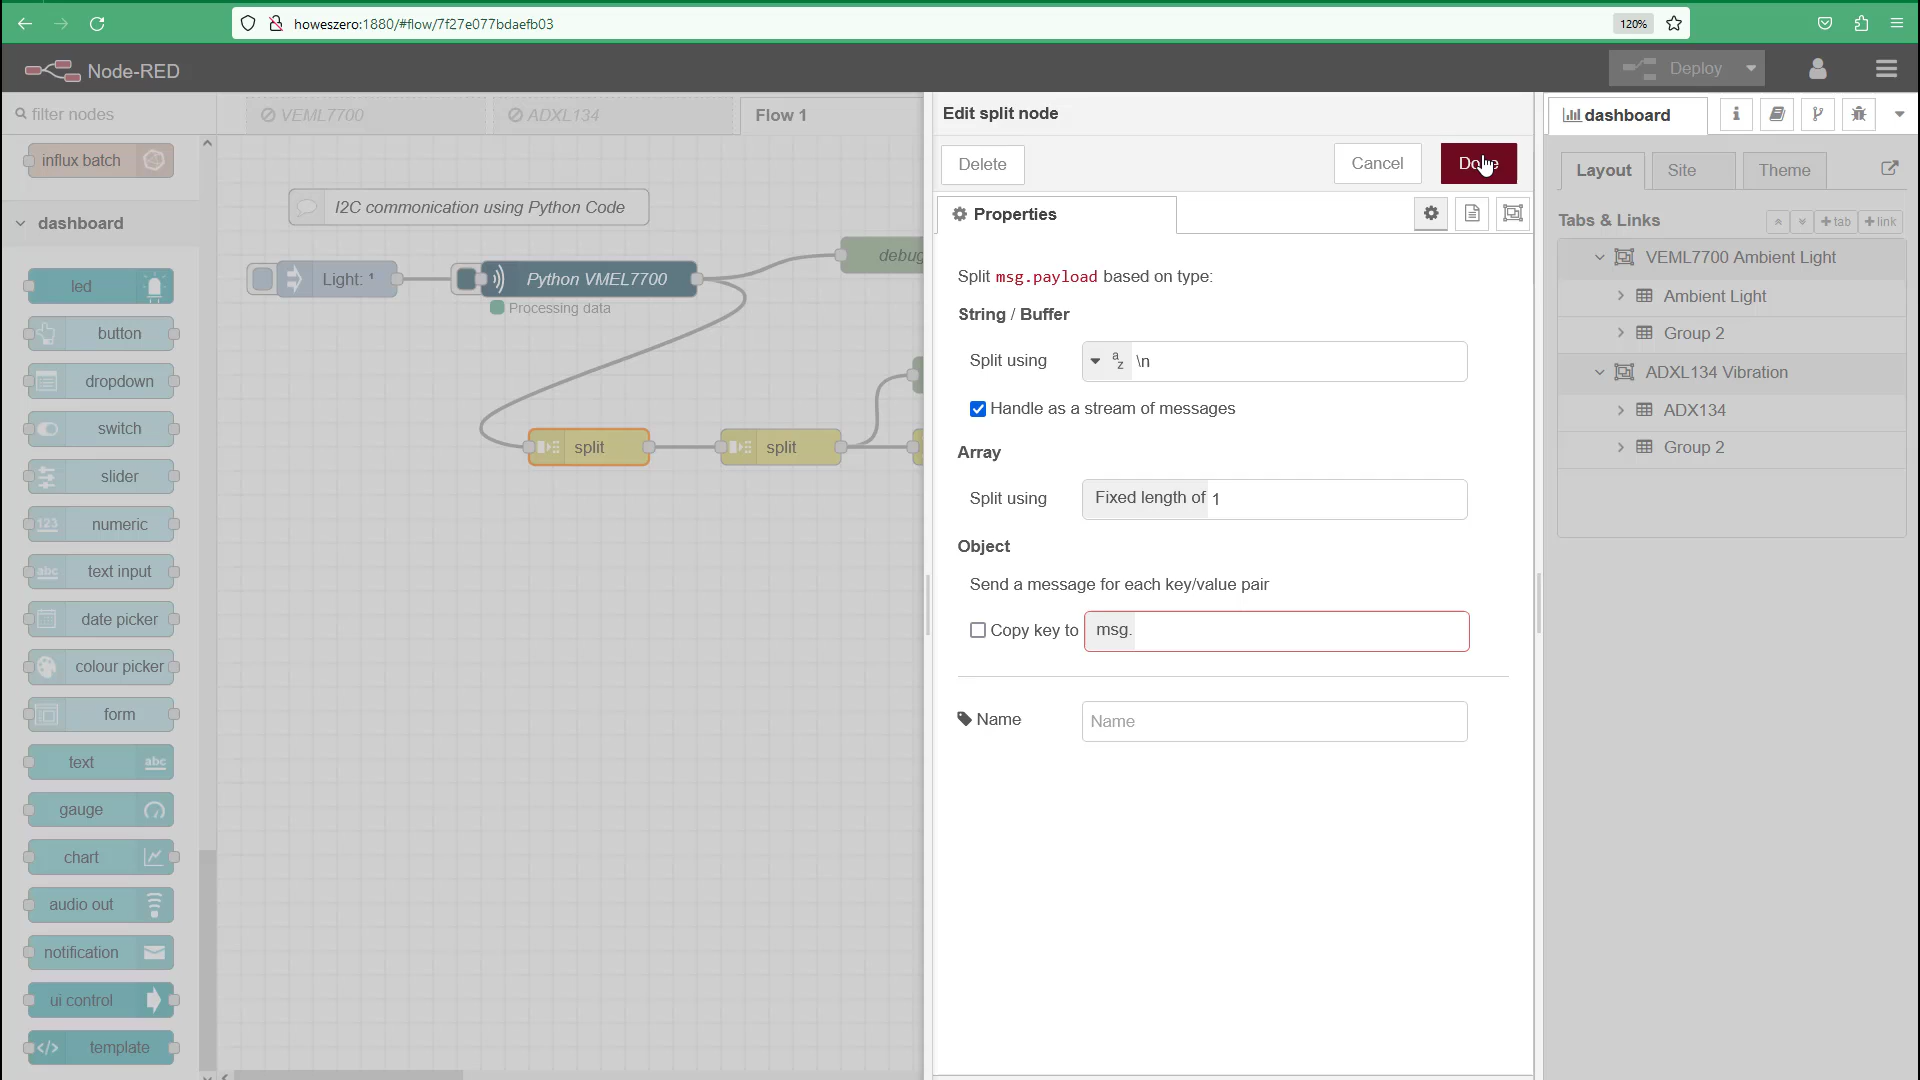 howeszero:1880/#flow/7f27e077bdaefb03
120%
Node-RED
Deploy
filter nodes
VEML7700
ADXL134
Flow 1
Edit split node
dashboard
Delete
Cancel
Done
Layout
Site
Theme
influx batch
dashboard
led
button
dropdown
switch
slider
123
numeric
abc
text input
date picker
colour picker
form
text
abc
gauge
chart
audio out
notification
ui control
</>
template
I2C commonication using Python Code
Light: ¹
Python VMEL7700
Processing data
debug
split
split
Properties
Split msg.payload based on type:
String / Buffer
Split using
a
z
\n
Handle as a stream of messages
Array
Split using
Fixed length of
1
Object
Send a message for each key/value pair
Copy key to
msg.
Name
Name
Tabs & Links
+tab
+link
VEML7700 Ambient Light
Ambient Light
Group 2
ADXL134 Vibration
ADX134
Group 2